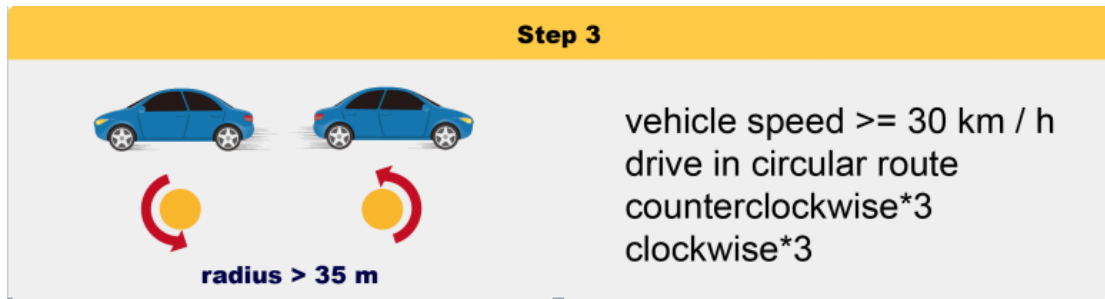 Step 3
vehicle speed >= 30 km / h
drive in circular route
counterclockwise*3
clockwise*3
radius > 35 m